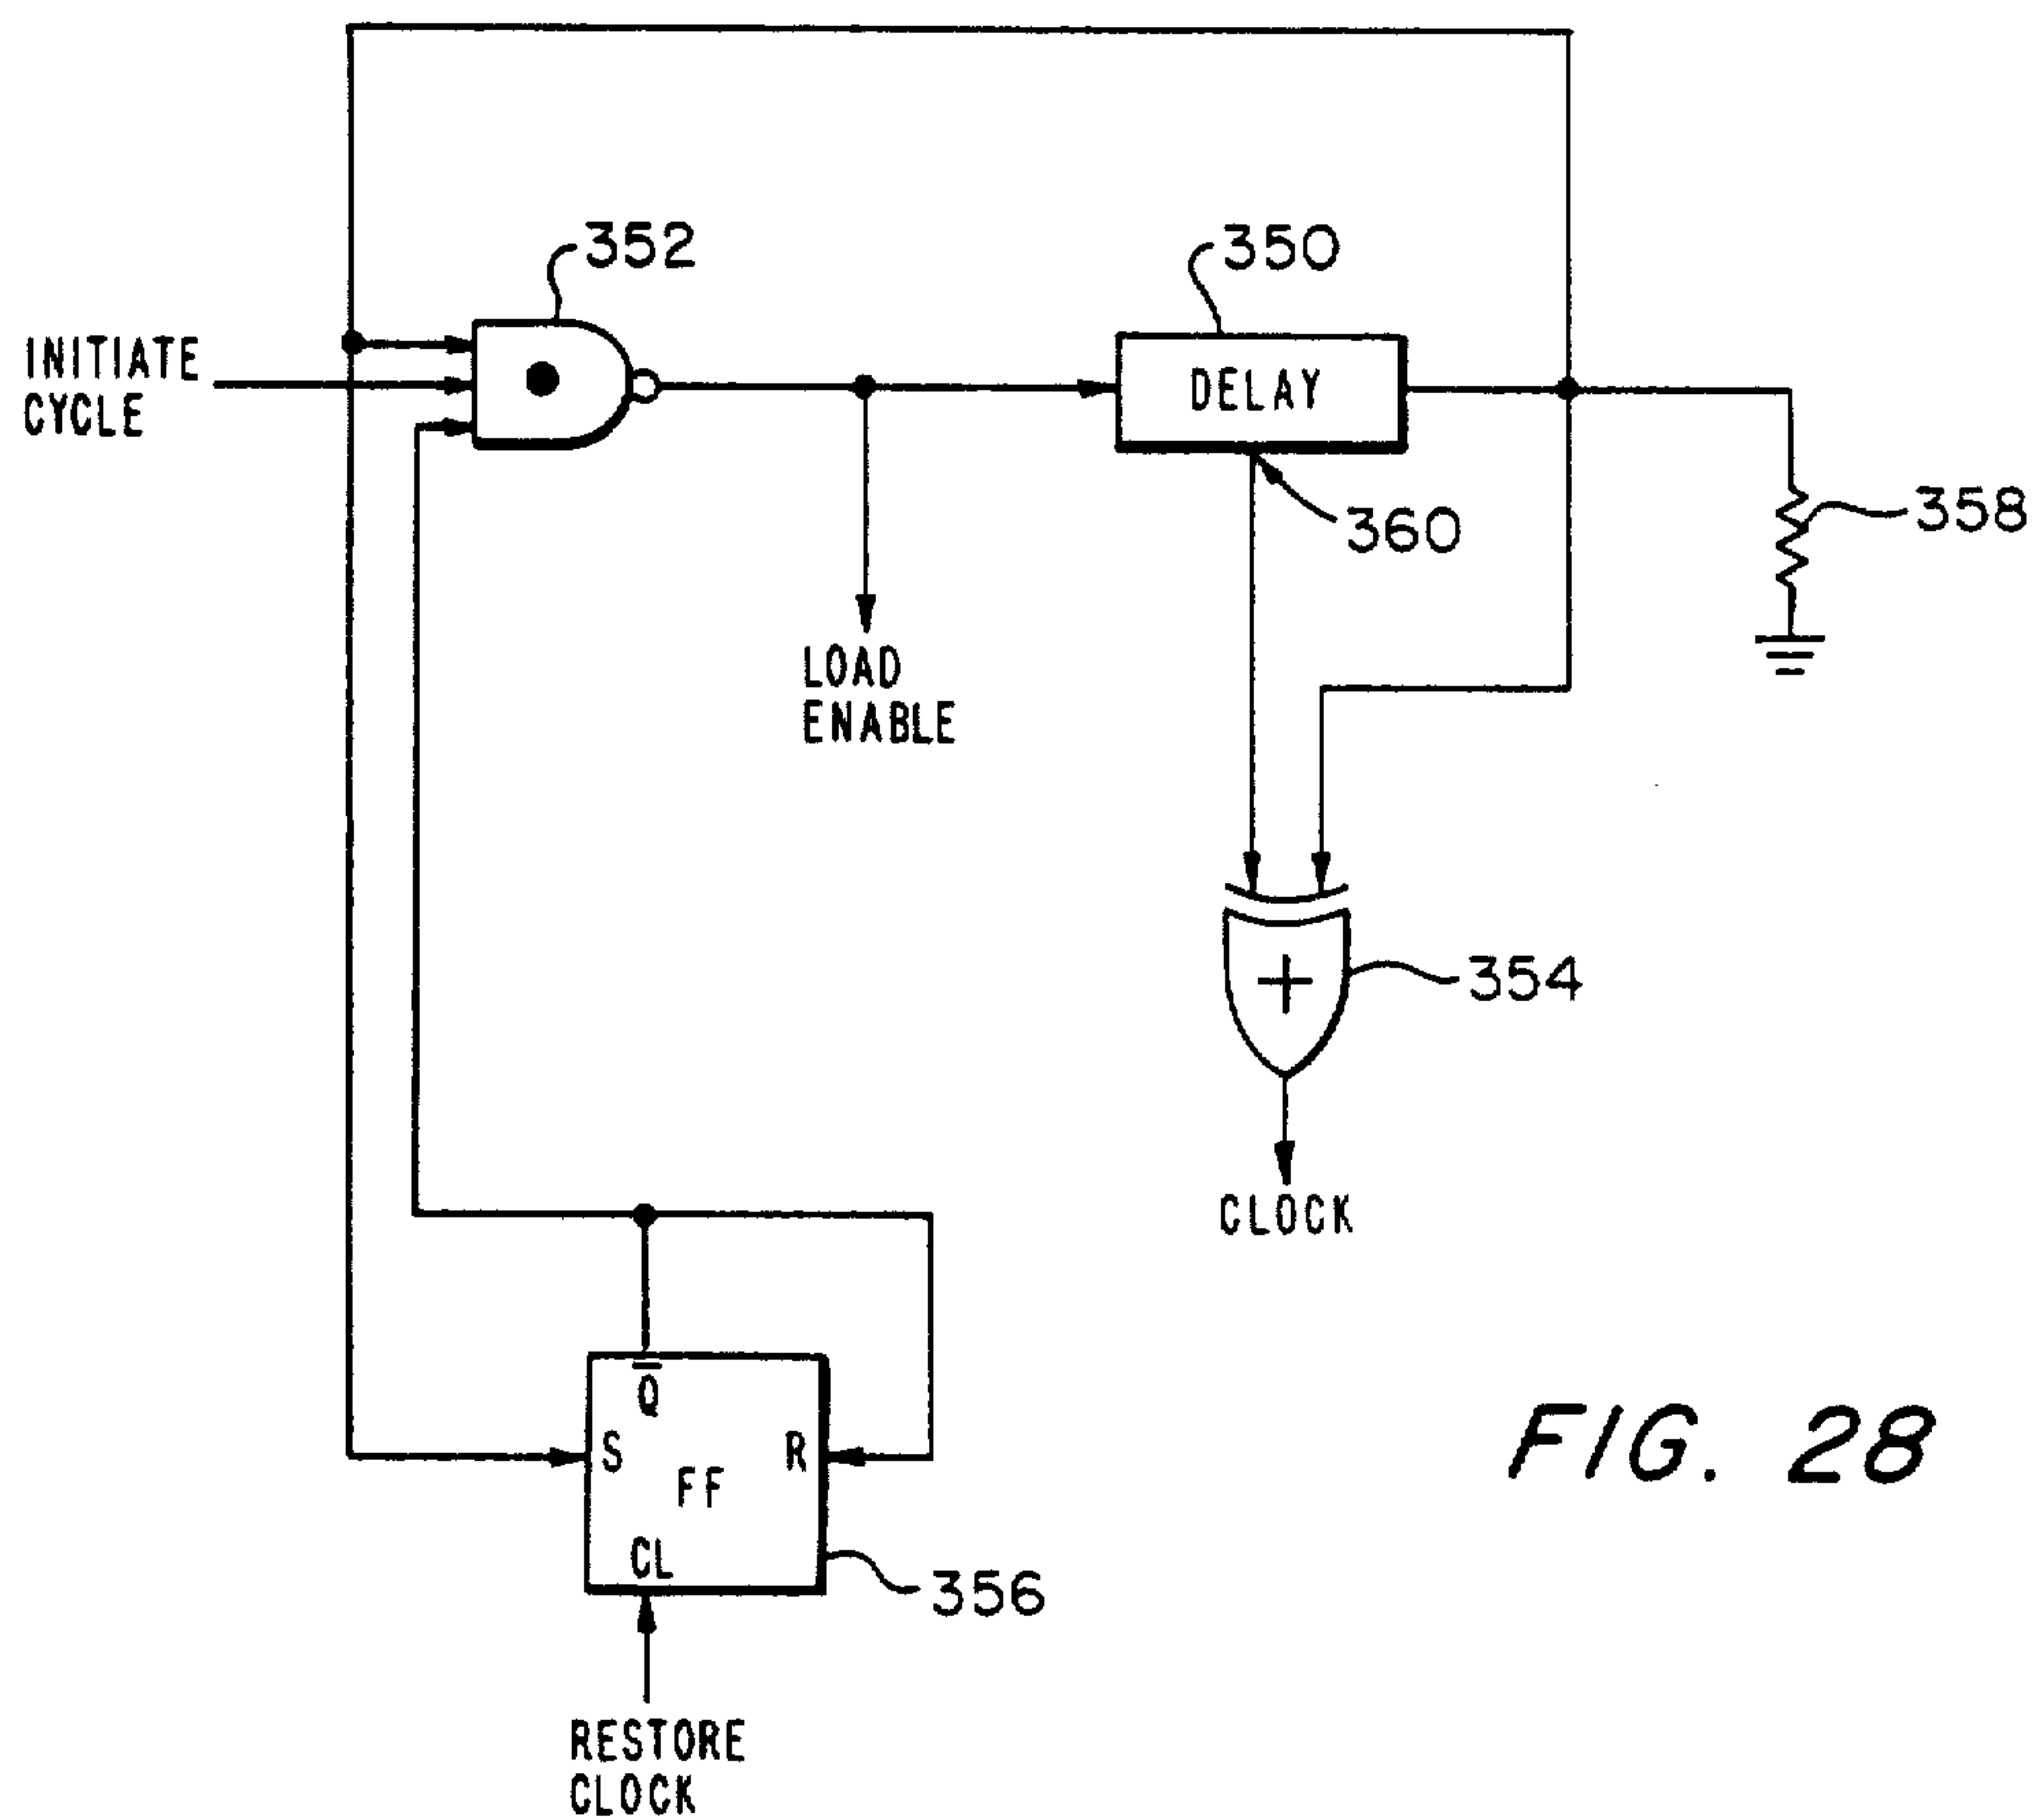 352
350
INITIATE
CYCLE
DELAY
358
360
LOAD
ENABLE
354
CLOCK
Q̅
S
R
FF
CL
356
RESTORE
CLOCK
FIG. 28